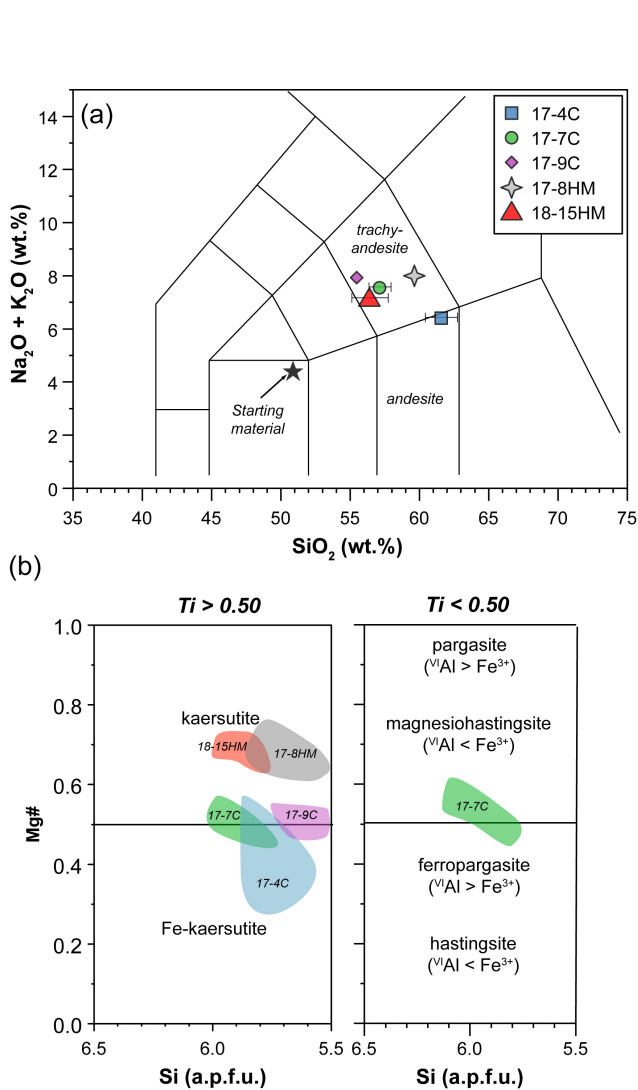 (a)
17-4C
17-7C
17-9C
17-8HM
18-15HM
14
12
10
8
6
4
2
0
Na₂O + K₂O (wt.%)
trachy-
andesite
Starting
material
andesite
35 40 45 50 55 60 65 70 75
SiO₂ (wt.%)
(b)
Ti > 0.50
Ti < 0.50
1.0
0.8
0.6
0.4
0.2
0.0
Mg#
kaersutite
18-15HM
17-8HM
17-7C
17-9C
17-4C
Fe-kaersutite
6.5 6.0 5.5
Si (a.p.f.u.)
pargasite
(ⱽᴵAl > Fe³⁺)
magnesiohastingsite
(ⱽᴵAl < Fe³⁺)
17-7C
ferropargasite
(ⱽᴵAl > Fe³⁺)
hastingsite
(ⱽᴵAl < Fe³⁺)
6.5 6.0 5.5
Si (a.p.f.u.)